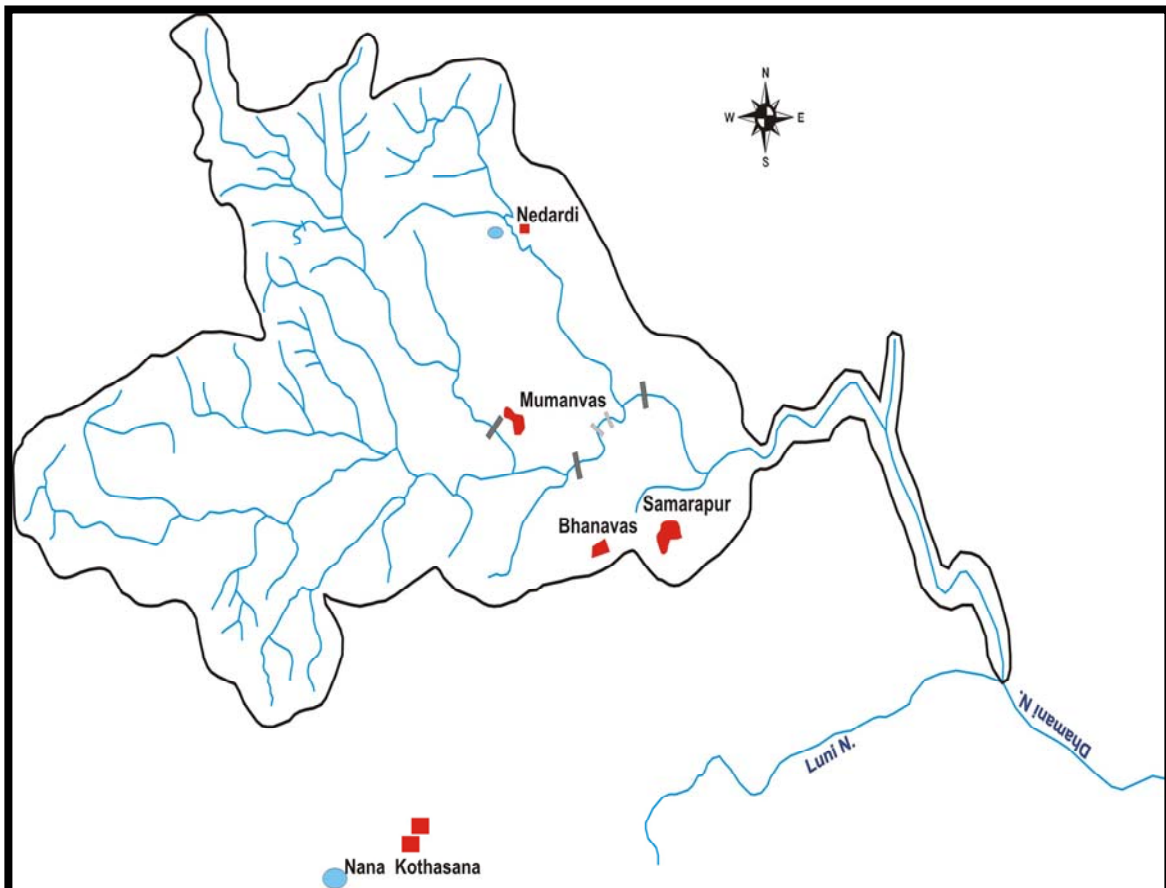 N
W E
S
Nedardi
Mumanvas
Samarapur
Bhanavas
Dhamani N.
Luni N.
Nana Kothasana